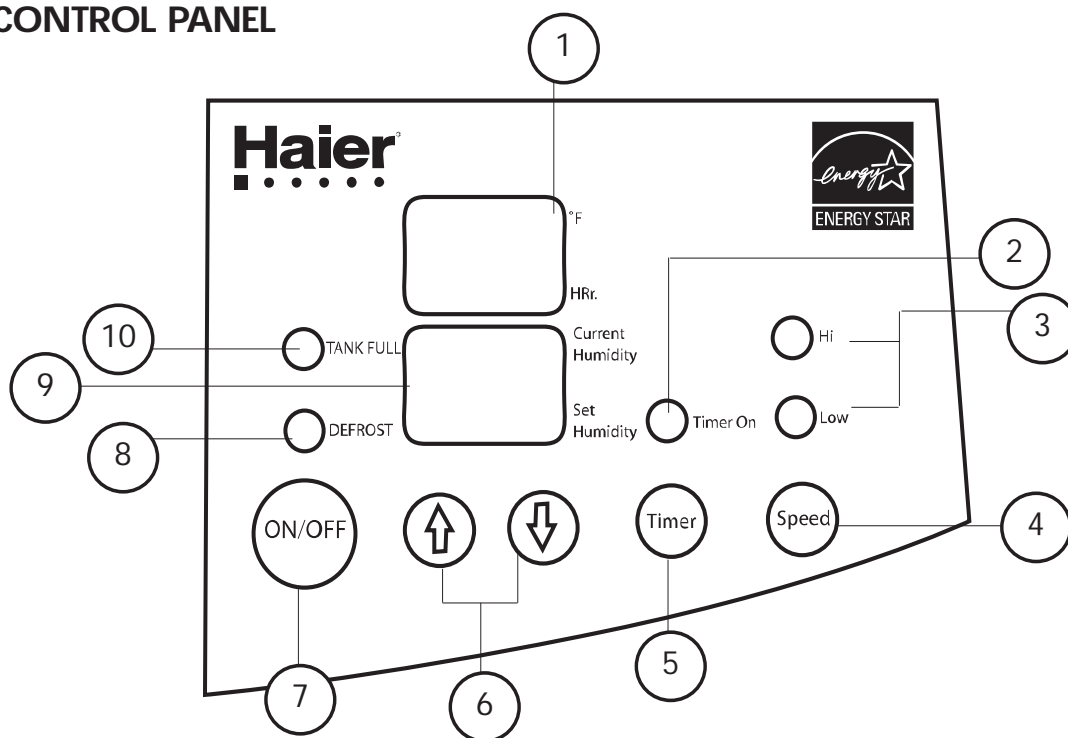 CONTROL PANEL
1
Haier
energy
ENERGY STAR
°F
HRr.
2
3
10
TANK FULL
Current
Humidity
Hi
9
Set
Humidity
Timer On
Low
8
DEFROST
ON/OFF
Timer
Speed
4
7
6
5